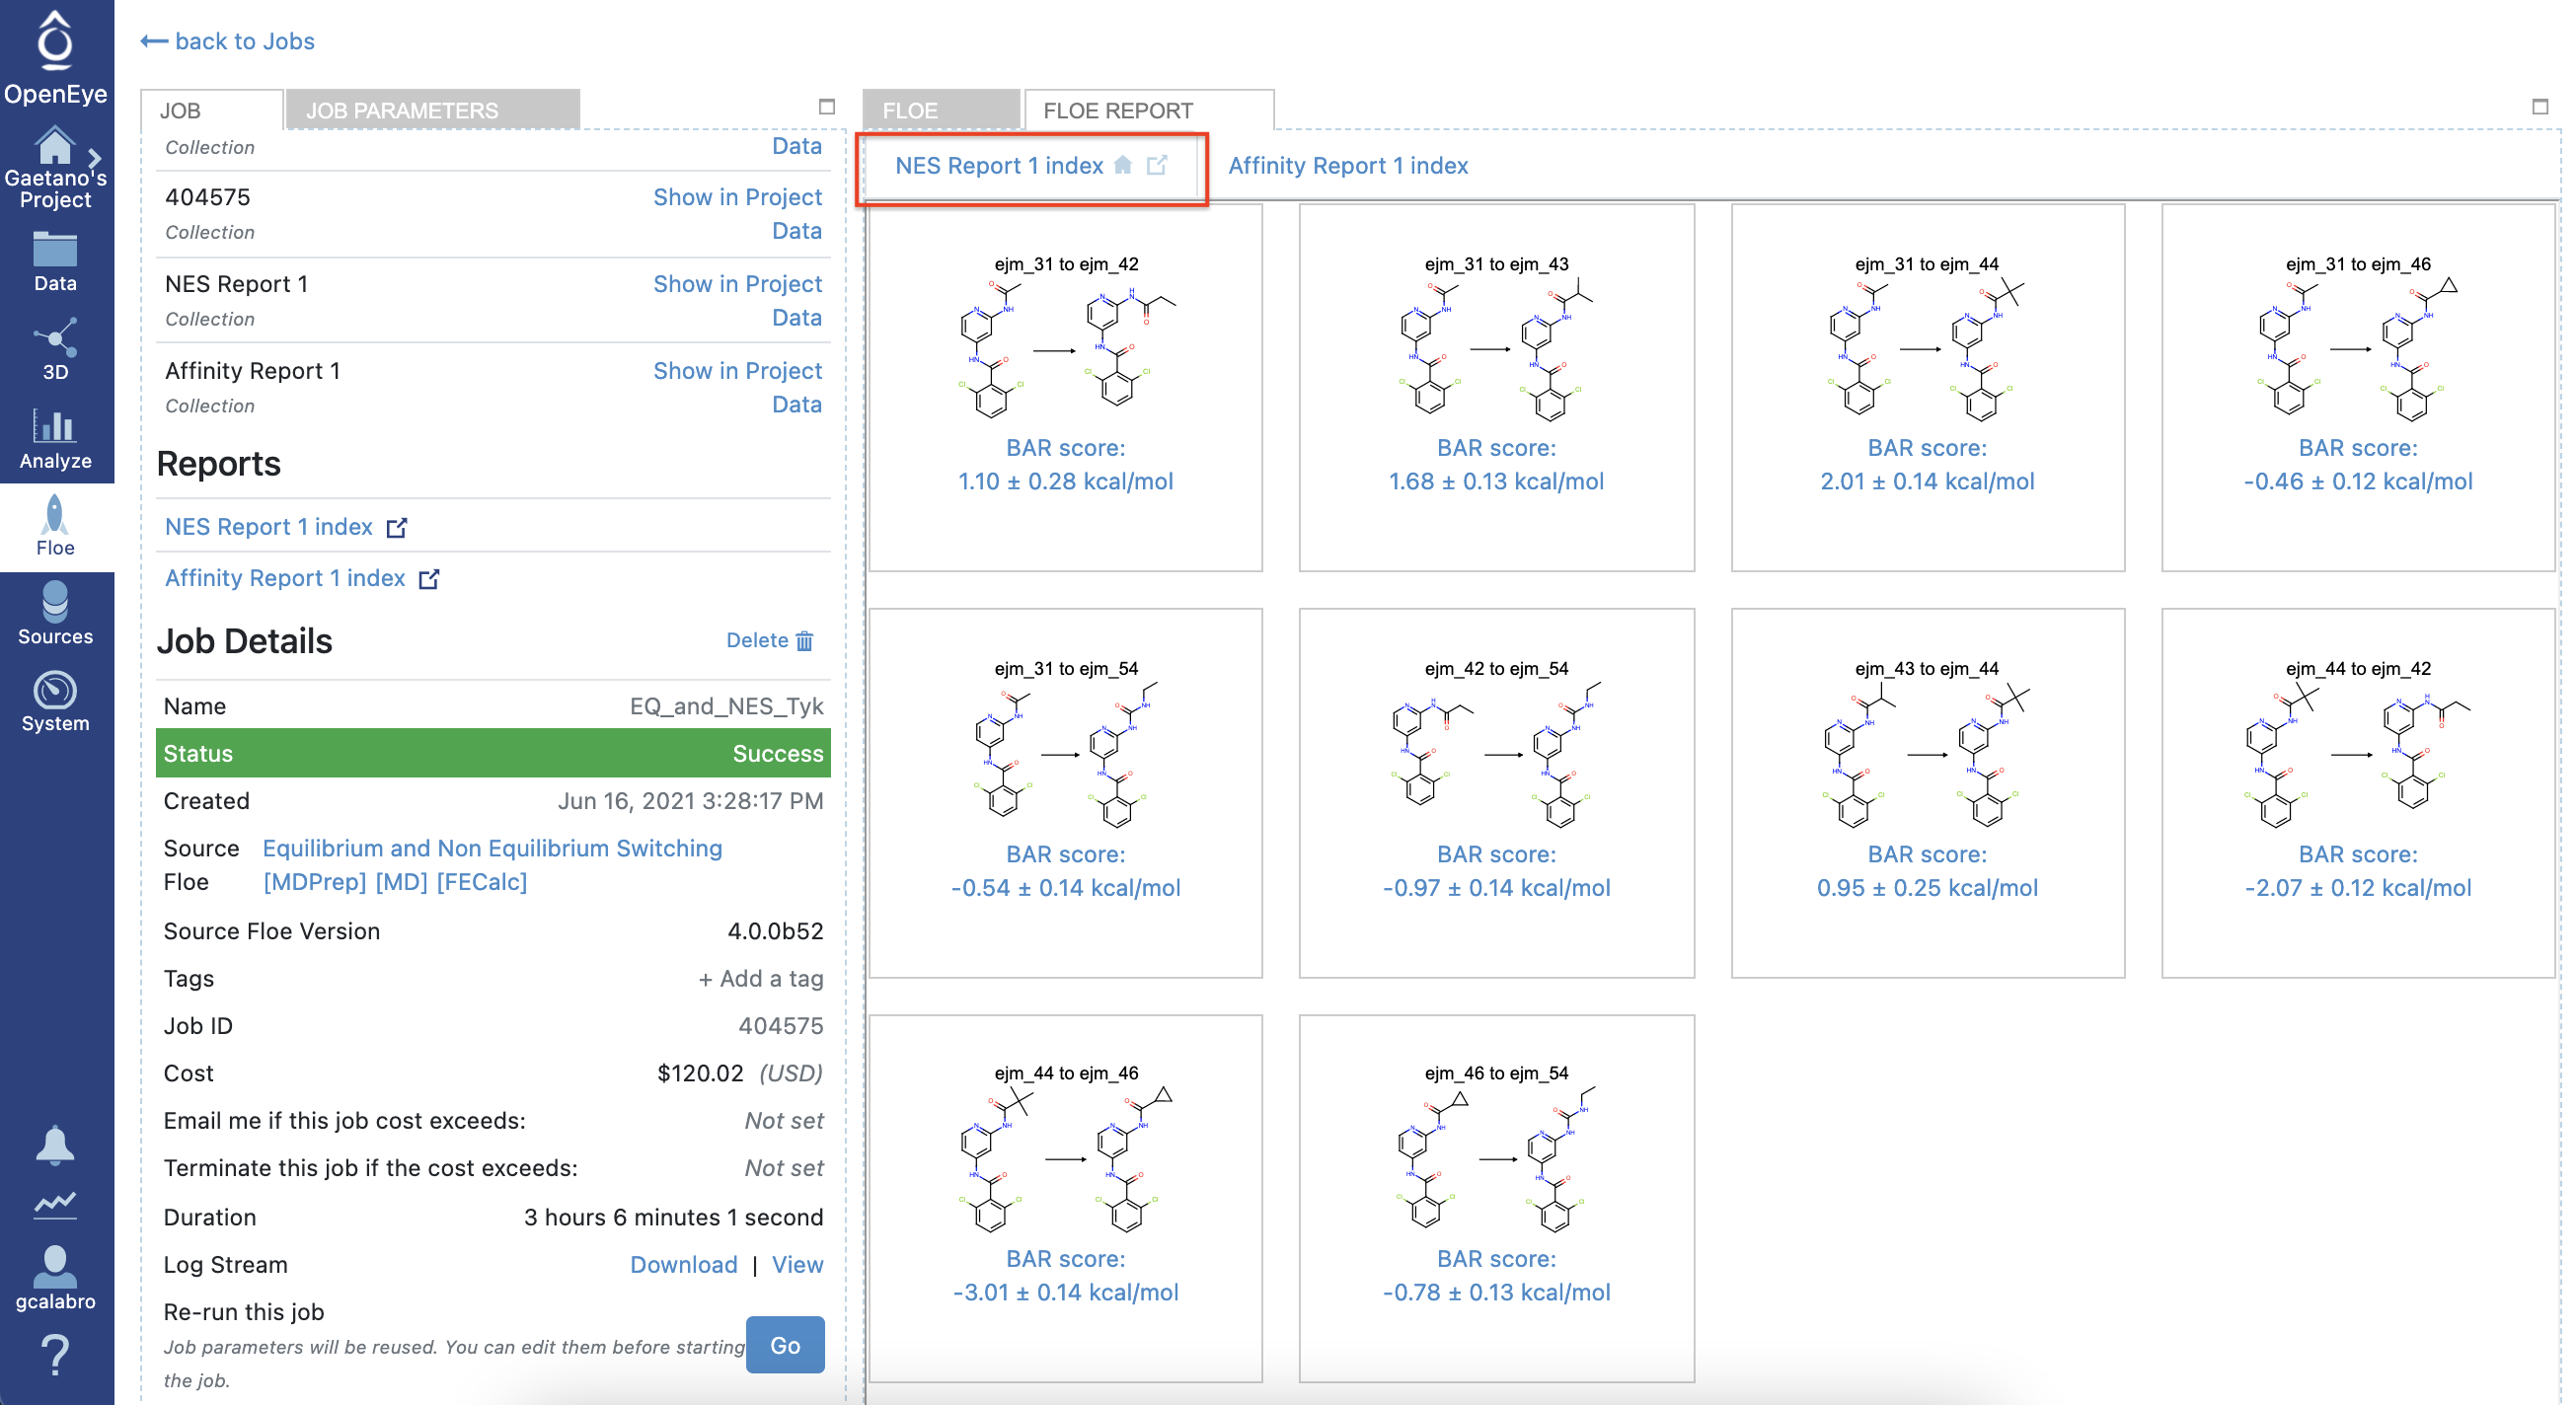 OpenEye
Gaetano's
Project
Data
3D
Analyze
Floe
Sources
System
gcalabro
← back to Jobs
JOB
JOB PARAMETERS
Collection
Data
404575
Show in Project
Collection
Data
NES Report 1
Show in Project
Collection
Data
Affinity Report 1
Show in Project
Collection
Data
Reports
NES Report 1 index
Affinity Report 1 index
Job Details
Delete
Name
EQ_and_NES_Tyk
Status
Success
Created
Jun 16, 2021 3:28:17 PM
Source Floe
Equilibrium and Non Equilibrium Switching
[MDPrep] [MD] [FECalc]
Source Floe Version
4.0.0b52
Tags
+ Add a tag
Job ID
404575
Cost
$120.02 (USD)
Email me if this job cost exceeds:
Not set
Terminate this job if the cost exceeds:
Not set
Duration
3 hours 6 minutes 1 second
Log Stream
Download | View
Re-run this job
Job parameters will be reused. You can edit them before starting
the job.
Go
FLOE
FLOE REPORT
NES Report 1 index
Affinity Report 1 index
ejm_31 to ejm_42
BAR score:
1.10 ± 0.28 kcal/mol
ejm_31 to ejm_43
BAR score:
1.68 ± 0.13 kcal/mol
ejm_31 to ejm_44
BAR score:
2.01 ± 0.14 kcal/mol
ejm_31 to ejm_46
BAR score:
-0.46 ± 0.12 kcal/mol
ejm_31 to ejm_54
BAR score:
-0.54 ± 0.14 kcal/mol
ejm_42 to ejm_54
BAR score:
-0.97 ± 0.14 kcal/mol
ejm_43 to ejm_44
BAR score:
0.95 ± 0.25 kcal/mol
ejm_44 to ejm_42
BAR score:
-2.07 ± 0.12 kcal/mol
ejm_44 to ejm_46
BAR score:
-3.01 ± 0.14 kcal/mol
ejm_46 to ejm_54
BAR score:
-0.78 ± 0.13 kcal/mol